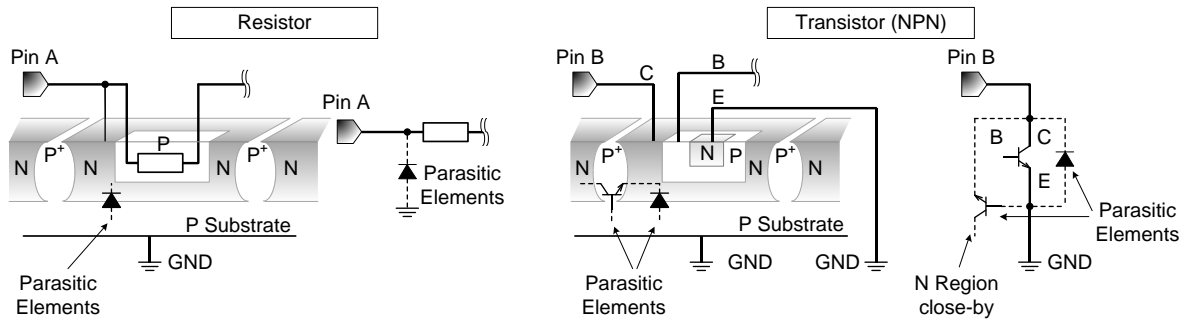 Resistor
Transistor (NPN)
Pin A
Pin A
N
P+
N
P
N
P+
N
Parasitic
Elements
P Substrate
GND
Parasitic
Elements
Pin B
C
B
E
N
P+
N
N
P
P+
N
P Substrate
GND
GND
Parasitic
Elements
Pin B
B
C
E
Parasitic
Elements
GND
N Region
close-by